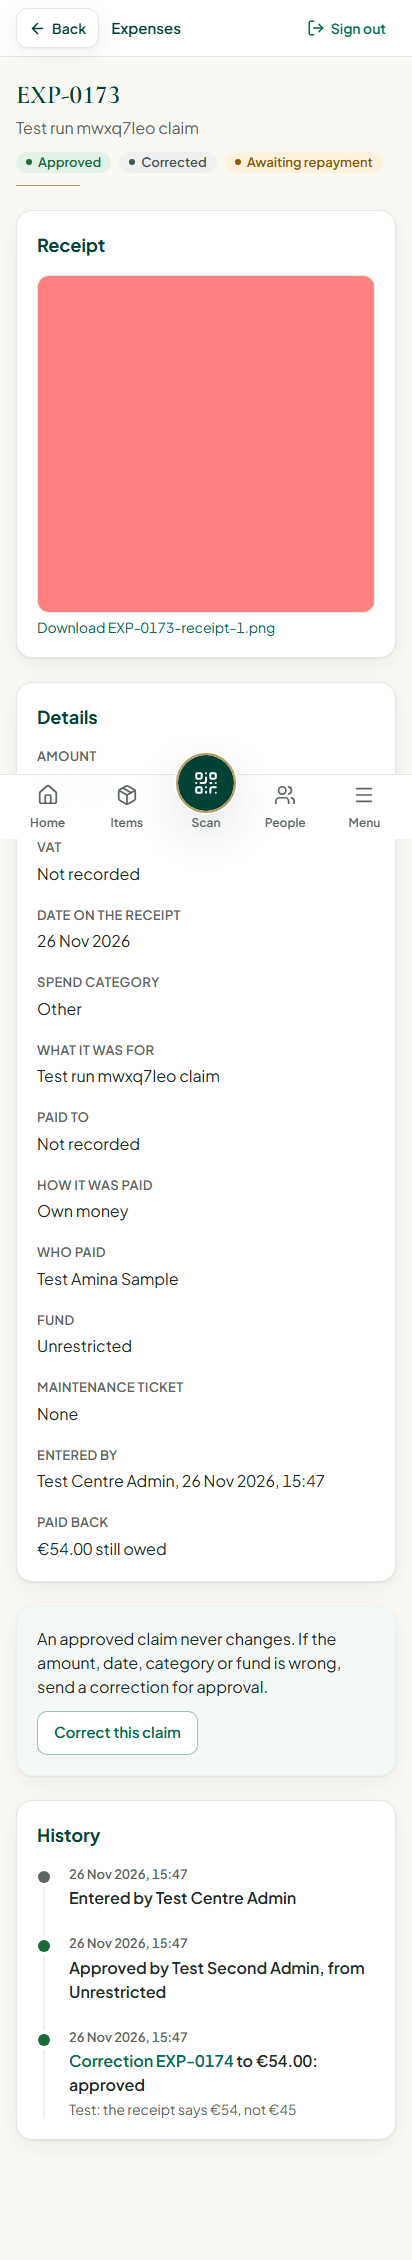 Back
Expenses
Sign out
EXP-0173
Test run mwxq7leo claim
Approved
Corrected
Awaiting repayment
Receipt
Download EXP-0173-receipt-1.png
Details
AMOUNT
Home
Items
Scan
People
Menu
VAT
Not recorded
DATE ON THE RECEIPT
26 Nov 2026
SPEND CATEGORY
Other
WHAT IT WAS FOR
Test run mwxq7leo claim
PAID TO
Not recorded
HOW IT WAS PAID
Own money
WHO PAID
Test Amina Sample
FUND
Unrestricted
MAINTENANCE TICKET
None
ENTERED BY
Test Centre Admin, 26 Nov 2026, 15:47
PAID BACK
€54.00 still owed
An approved claim never changes. If the
amount, date, category or fund is wrong,
send a correction for approval.
Correct this claim
History
26 Nov 2026, 15:47
Entered by Test Centre Admin
26 Nov 2026, 15:47
Approved by Test Second Admin, from
Unrestricted
26 Nov 2026, 15:47
Correction EXP-0174 to €54.00:
approved
Test: the receipt says €54, not €45